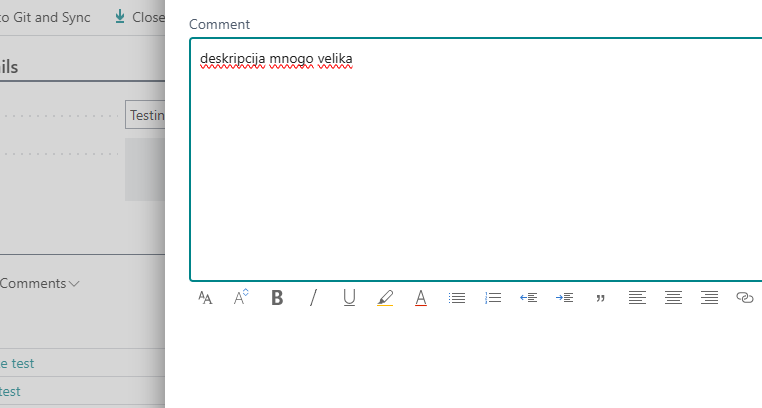 to Git and Sync
Close
Comment
deskripcija mnogo velika
ils
Testin
Comments
e test
test